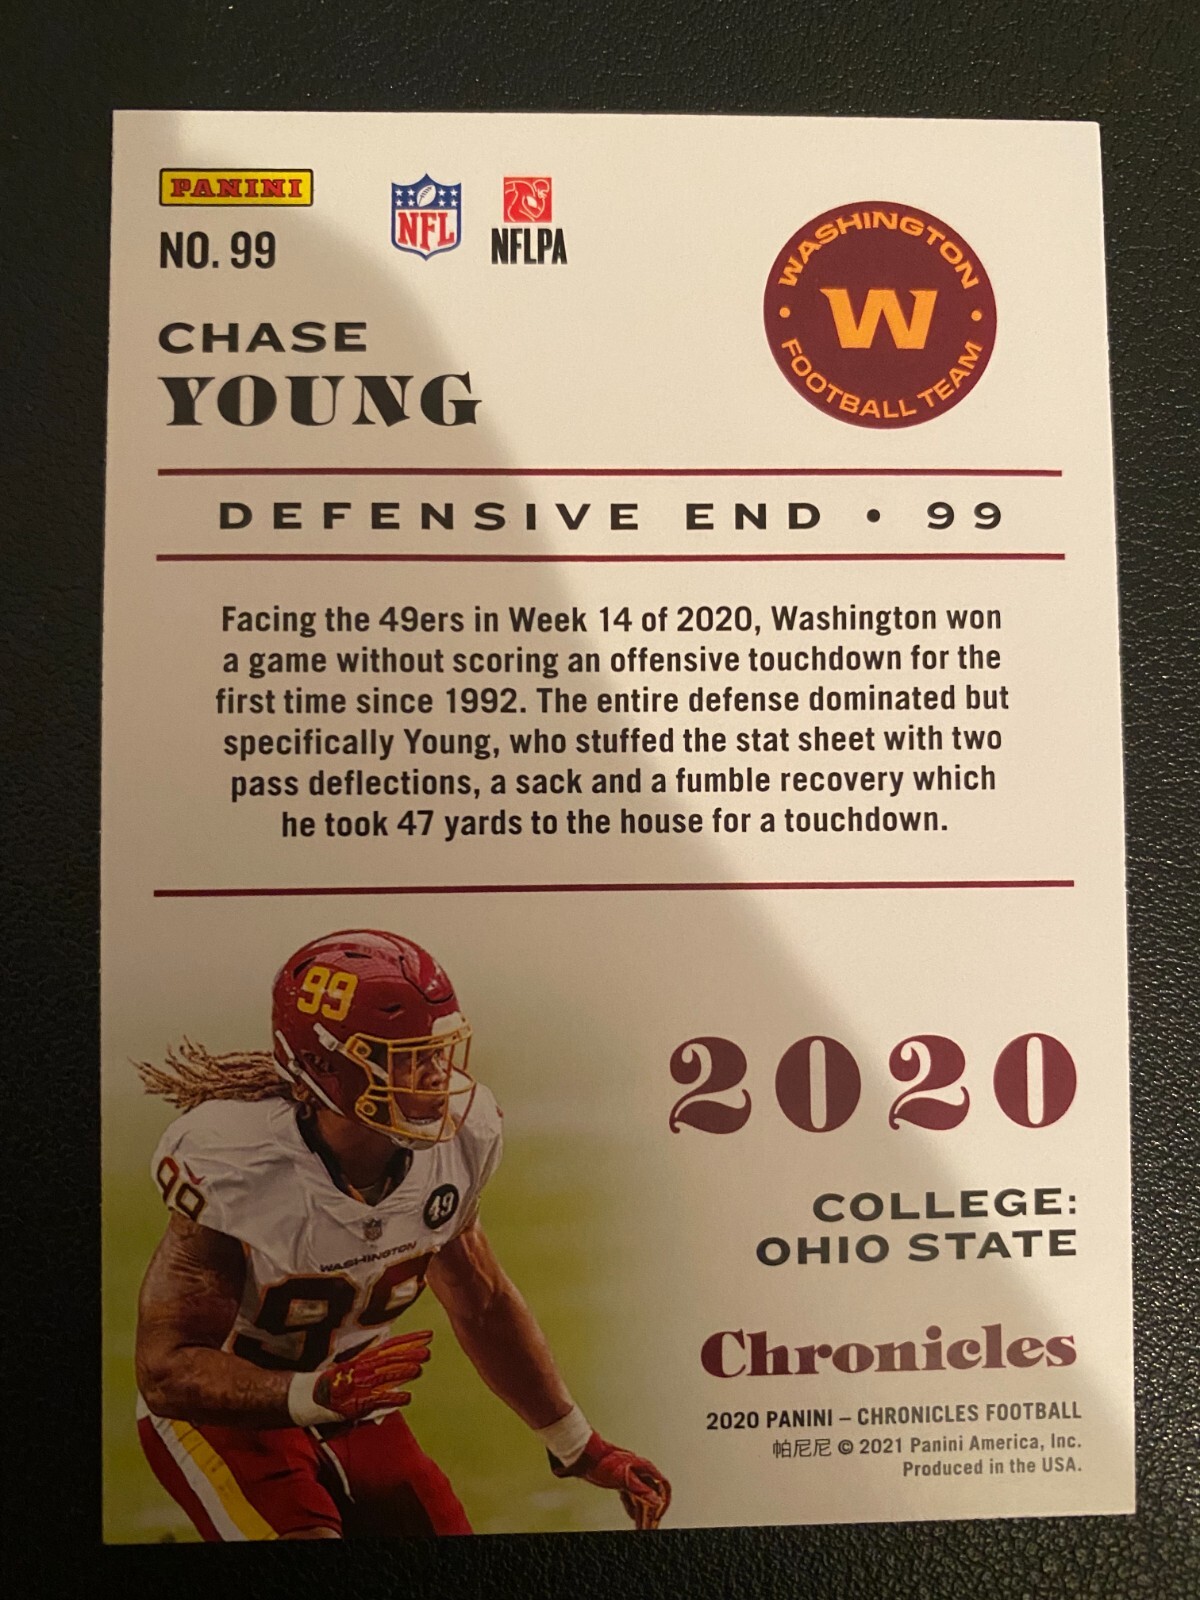 PANINI
NFL
NFLPA
NO. 99
CHASE
YOUNG
WASHINGTON
W
FOOTBALL TEAM
DEFENSIVE END • 99
Facing the 49ers in Week 14 of 2020, Washington won
a game without scoring an offensive touchdown for the
first time since 1992. The entire defense dominated but
specifically Young, who stuffed the stat sheet with two
pass deflections, a sack and a fumble recovery which
he took 47 yards to the house for a touchdown.
99
99
49
WASHINGTON
99
2020
COLLEGE:
OHIO STATE
Chronicles
2020 PANINI – CHRONICLES FOOTBALL
帕尼尼 © 2021 Panini America, Inc.
Produced in the USA.